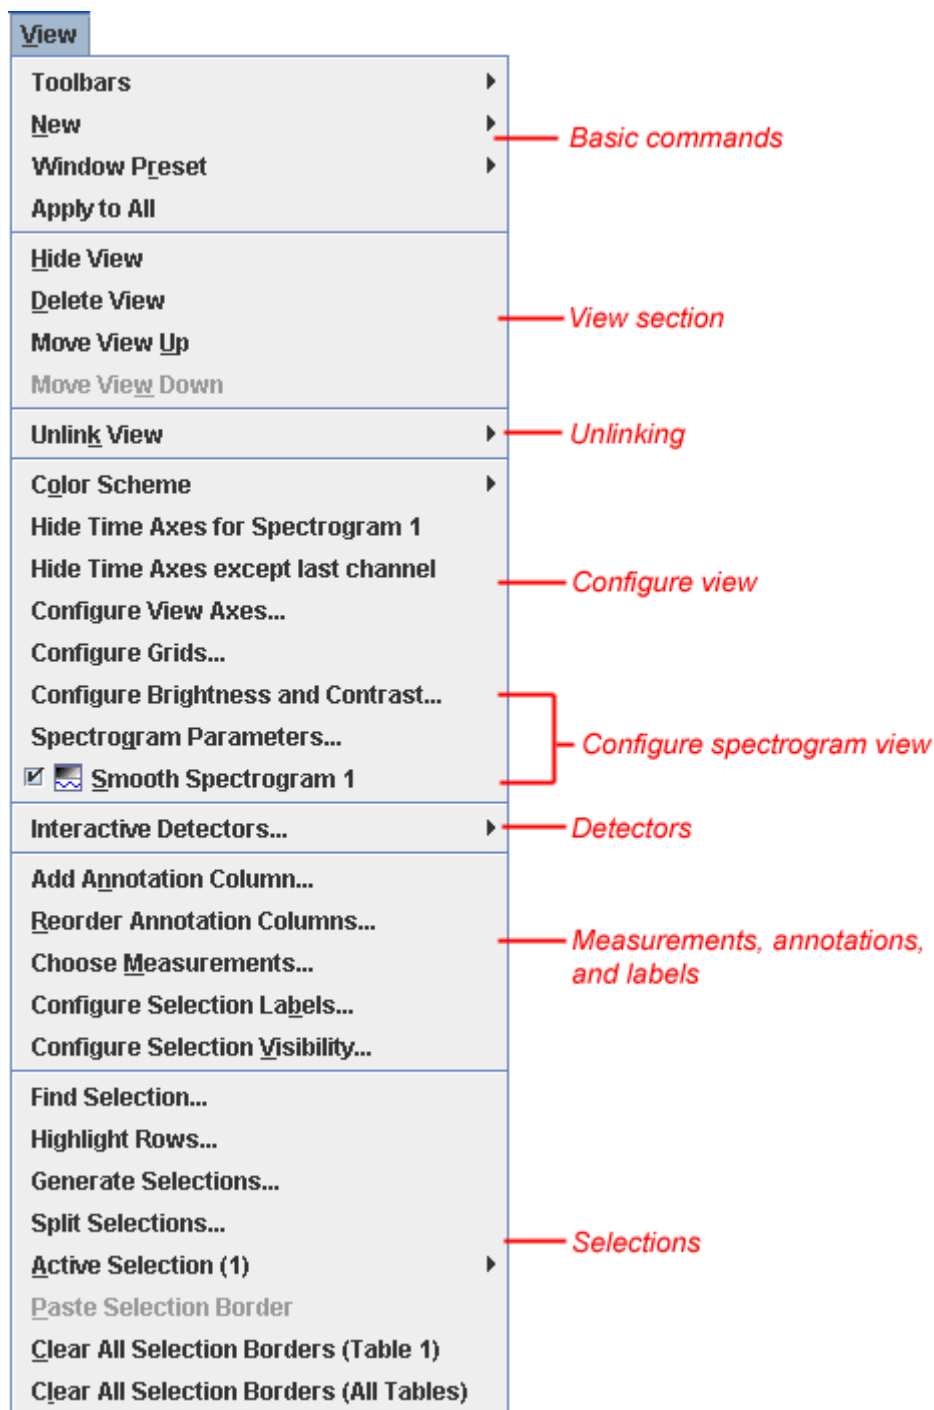 View
Toolbars
New
Basic commands
Window Preset
Apply to All
Hide View
Delete View
View section
Move View Up
Move View Down
Unlink View
Unlinking
Color Scheme
Hide Time Axes for Spectrogram 1
Hide Time Axes except last channel
Configure view
Configure View Axes...
Configure Grids...
Configure Brightness and Contrast...
Spectrogram Parameters...
Configure spectrogram view
Smooth Spectrogram 1
Interactive Detectors...
Detectors
Add Annotation Column...
Reorder Annotation Columns...
Measurements, annotations,
and labels
Choose Measurements...
Configure Selection Labels...
Configure Selection Visibility...
Find Selection...
Highlight Rows...
Generate Selections...
Split Selections...
Selections
Active Selection (1)
Paste Selection Border
Clear All Selection Borders (Table 1)
Clear All Selection Borders (All Tables)